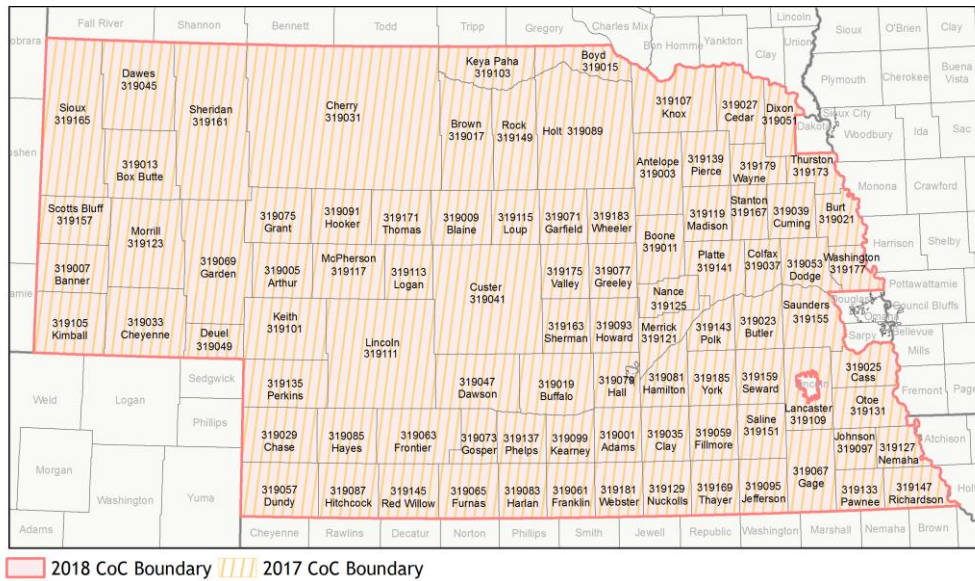 Fall River
Shannon
Bennett
Todd
Tripp
Gregory
Charles Mix
Bon Homme
Yankton
Clay
Lincoln
Union
Sioux
O'Brien
Clay
Plymouth
Cherokee
Buena
Vista
obrara
Dawes
319045
Sioux
319165
Sheridan
319161
319013
Box Butte
Cherry
319031
Keya Paha
319103
Boyd
319015
Brown
319017
Rock
319149
Holt 319089
319107
Knox
319027
Cedar
Dixon
319051
Dakota
Sioux City
Woodbury
Ida
Sac
oshen
Antelope
319003
319139
Pierce
319179
Wayne
Thurston
319173
Monona
Crawford
Scotts Bluff
319157
Morrill
319123
319069
Garden
319075
Grant
319091
Hooker
319171
Thomas
319009
Blaine
319115
Loup
319071
Garfield
319183
Wheeler
319119
Madison
Stanton
319167
319039
Cuming
Burt
319021
Harrison
Shelby
319007
Banner
319005
Arthur
McPherson
319117
319113
Logan
Custer
319041
319175
Valley
319077
Greeley
Boone
319011
Platte
319141
Colfax
319037
319053
Dodge
Washington
319177
Pottawattamie
amie
Nance
319125
Douglas
Omaha
Council Bluffs
Sarpy
Bellevue
Mills
319105
Kimball
319033
Cheyenne
Deuel
319049
Keith
319101
Lincoln
319111
319163
Sherman
319093
Howard
Merrick
319121
319143
Polk
319023
Butler
Saunders
319155
Sedgwick
Weld
Logan
Phillips
319135
Perkins
319047
Dawson
319019
Buffalo
319079
Hall
319081
Hamilton
319185
York
319159
Seward
Lincoln
Lancaster
319109
319025
Cass
Otoe
319131
Fremont
Page
Morgan
Washington
Yuma
Adams
319029
Chase
319085
Hayes
319063
Frontier
319073
Gosper
319137
Phelps
319099
Kearney
319001
Adams
319035
Clay
319059
Fillmore
Saline
319151
Johnson
319097
319127
Nemaha
Atchison
319057
Dundy
319087
Hitchcock
319145
Red Willow
319065
Furnas
319083
Harlan
319061
Franklin
319181
Webster
319129
Nuckolls
319169
Thayer
319095
Jefferson
319067
Gage
319133
Pawnee
319147
Richardson
Holt
Cheyenne
Rawlins
Decatur
Norton
Phillips
Smith
Jewell
Republic
Washington
Marshall
Nemaha
Brown
2018 CoC Boundary
2017 CoC Boundary